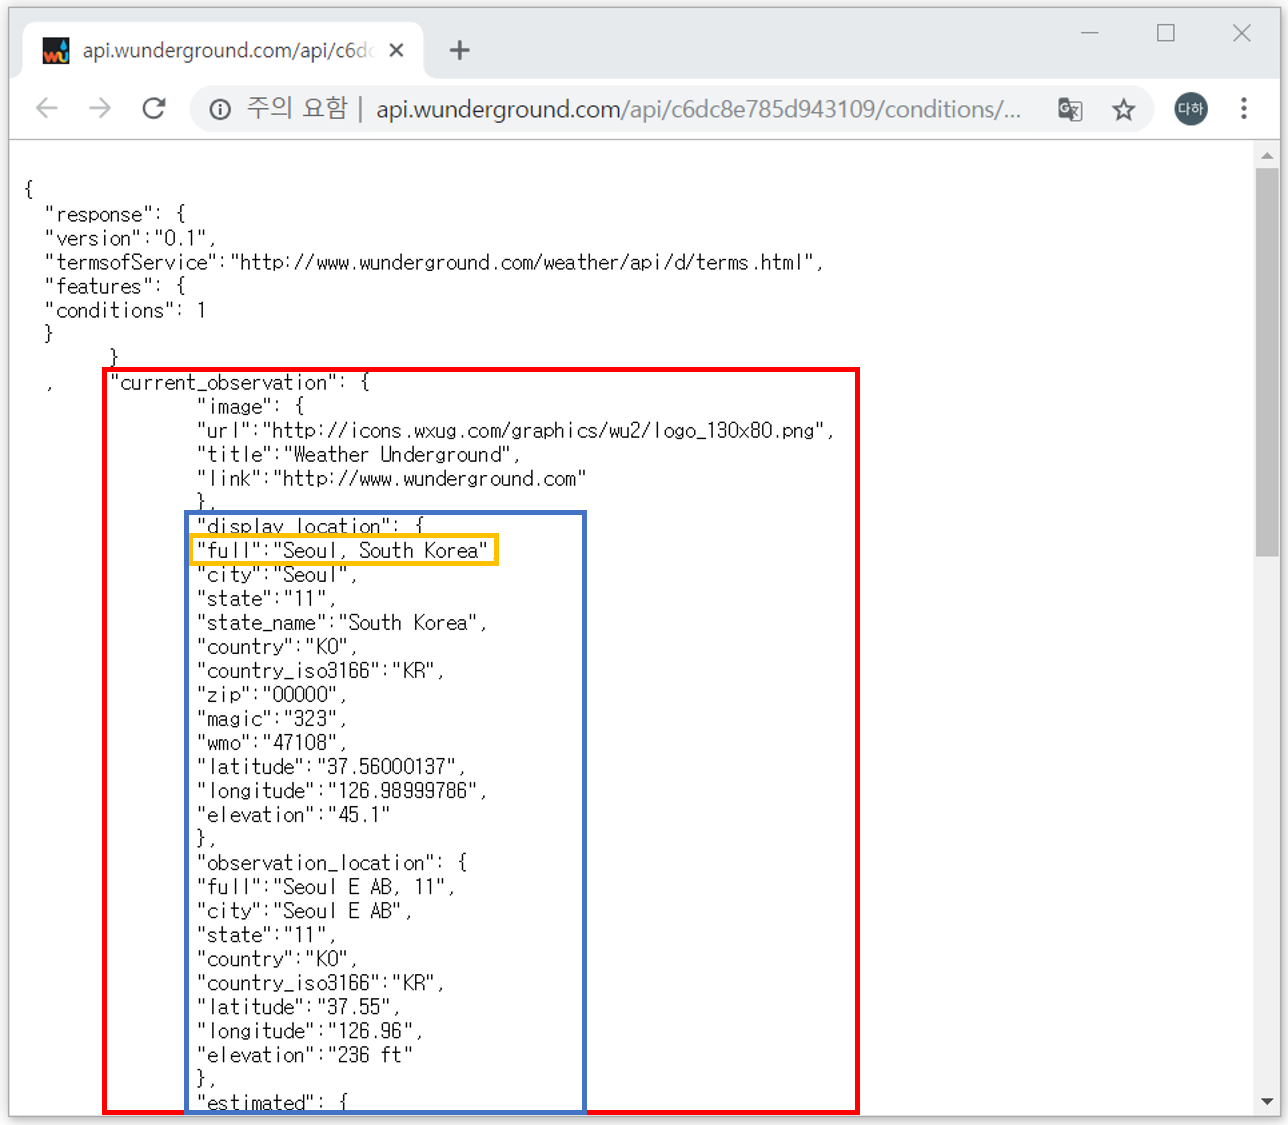 api.wunderground.com/api/c6dc
주의 요함 | api.wunderground.com/api/c6dc8e785d943109/conditions/...
다하
{
"response": {
"version":"0.1",
"termsofService":"http://www.wunderground.com/weather/api/d/terms.html",
"features": {
"conditions": 1
}
}
,
"current_observation": {
"image": {
"url":"http://icons.wxug.com/graphics/wu2/logo_130x80.png",
"title":"Weather Underground",
"link":"http://www.wunderground.com"
},
"display_location": {
"full":"Seoul, South Korea"
"city":"Seoul",
"state":"11",
"state_name":"South Korea",
"country":"KO",
"country_iso3166":"KR",
"zip":"00000",
"magic":"323",
"wmo":"47108",
"latitude":"37.56000137",
"longitude":"126.98999786",
"elevation":"45.1"
},
"observation_location": {
"full":"Seoul E AB, 11",
"city":"Seoul E AB",
"state":"11",
"country":"KO",
"country_iso3166":"KR",
"latitude":"37.55",
"longitude":"126.96",
"elevation":"236 ft"
},
"estimated": {